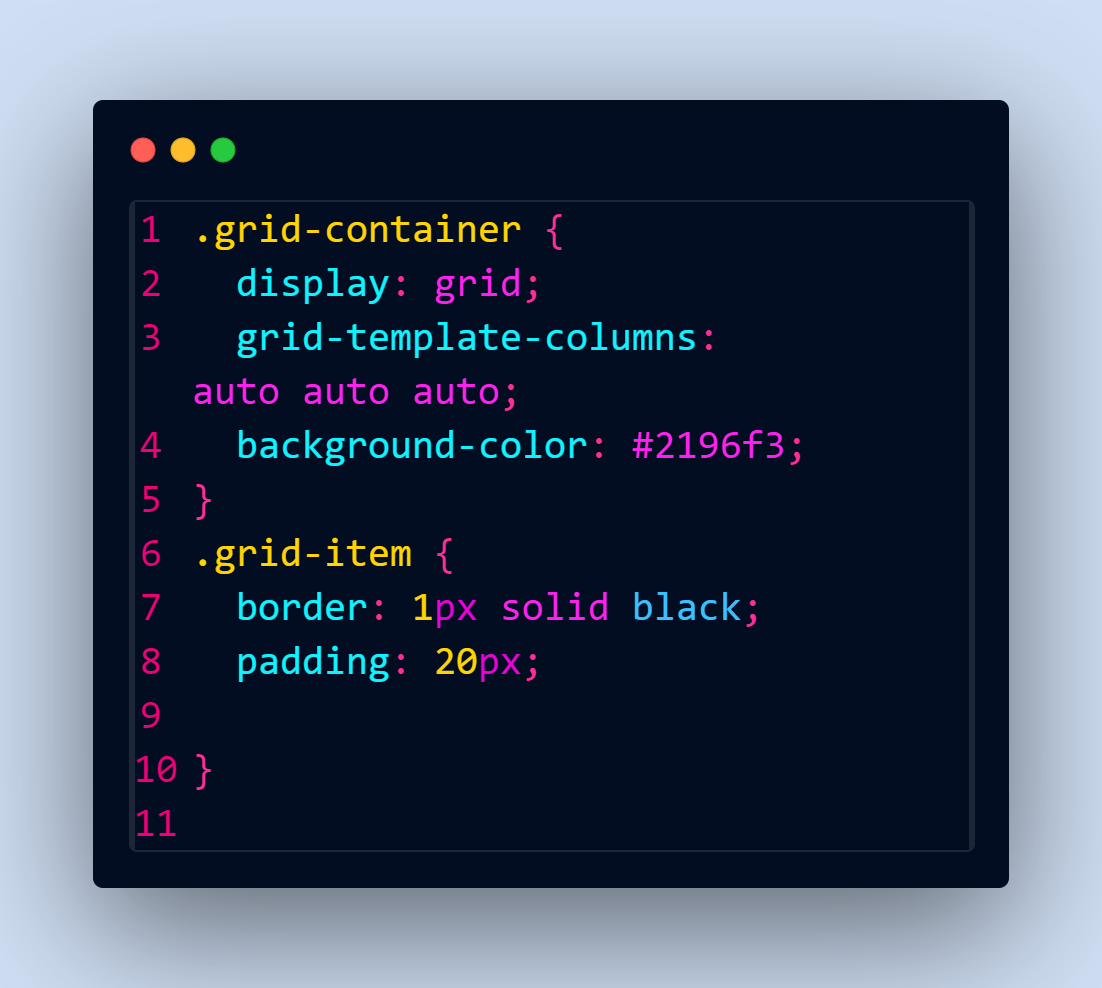 1 .grid-container {
2   display: grid;
3   grid-template-columns:
auto auto auto;
4   background-color: #2196f3;
5 }
6 .grid-item {
7   border: 1px solid black;
8   padding: 20px;
9
10 }
11